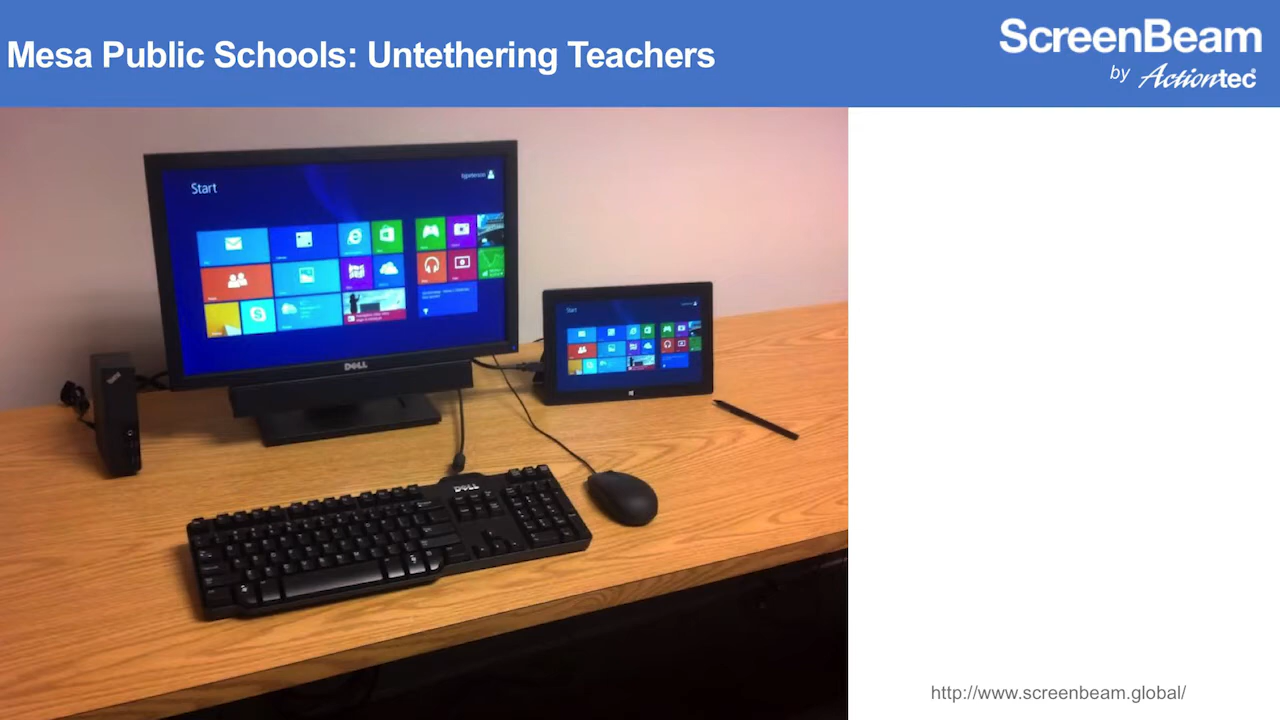 Mesa Public Schools: Untethering Teachers
ScreenBeam
by Actiontec®
Start
DELL
Start
DELL
http://www.screenbeam.global/